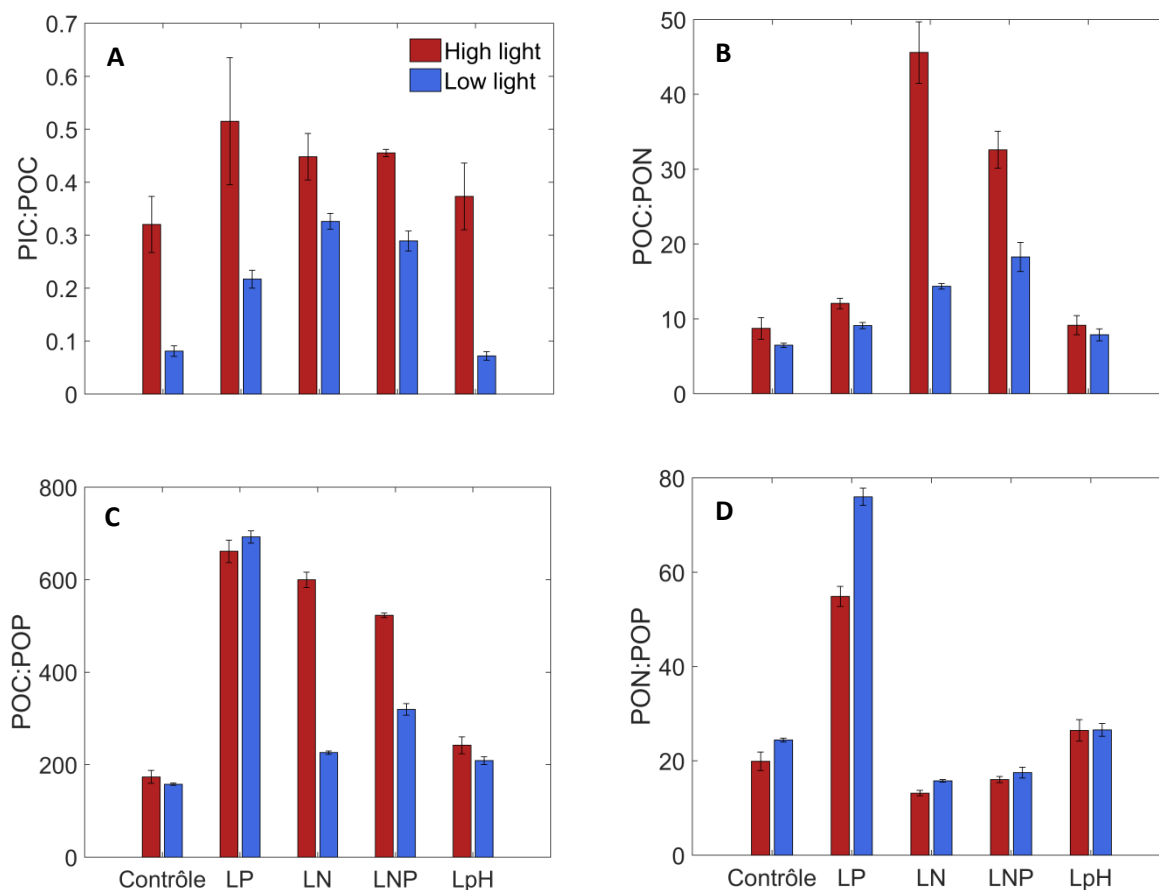 A
High light
Low light
PIC:POC
0.7
0.6
0.5
0.4
0.3
0.2
0.1
0
B
POC:PON
50
40
30
20
10
0
C
POC:POP
800
600
400
200
0
Contrôle LP LN LNP LpH
D
PON:POP
80
60
40
20
0
Contrôle LP LN LNP LpH